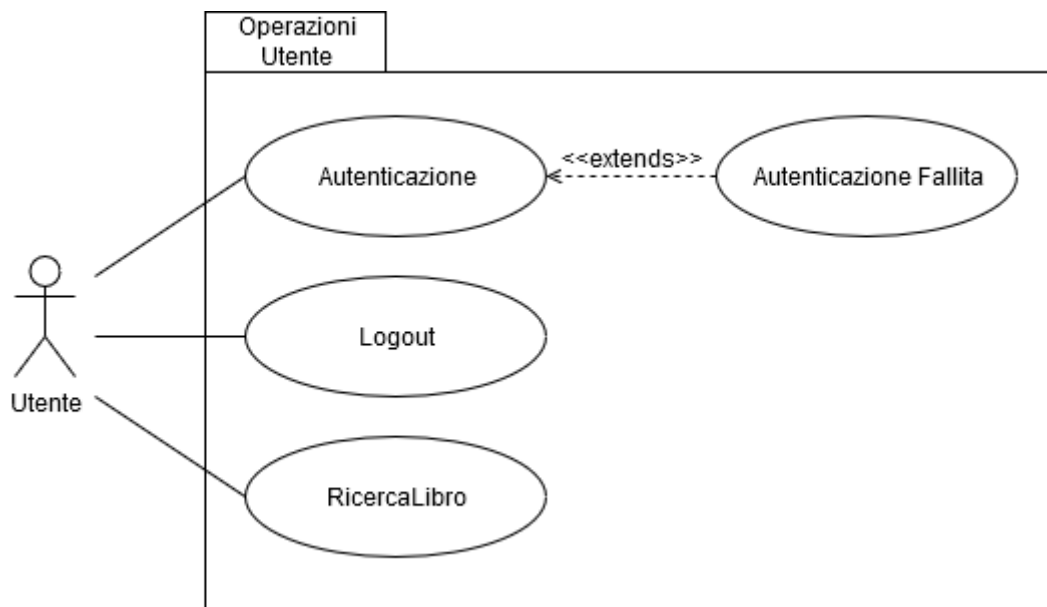 Operazioni
Utente
Autenticazione
<<extends>>
Autenticazione Fallita
Logout
Utente
RicercaLibro